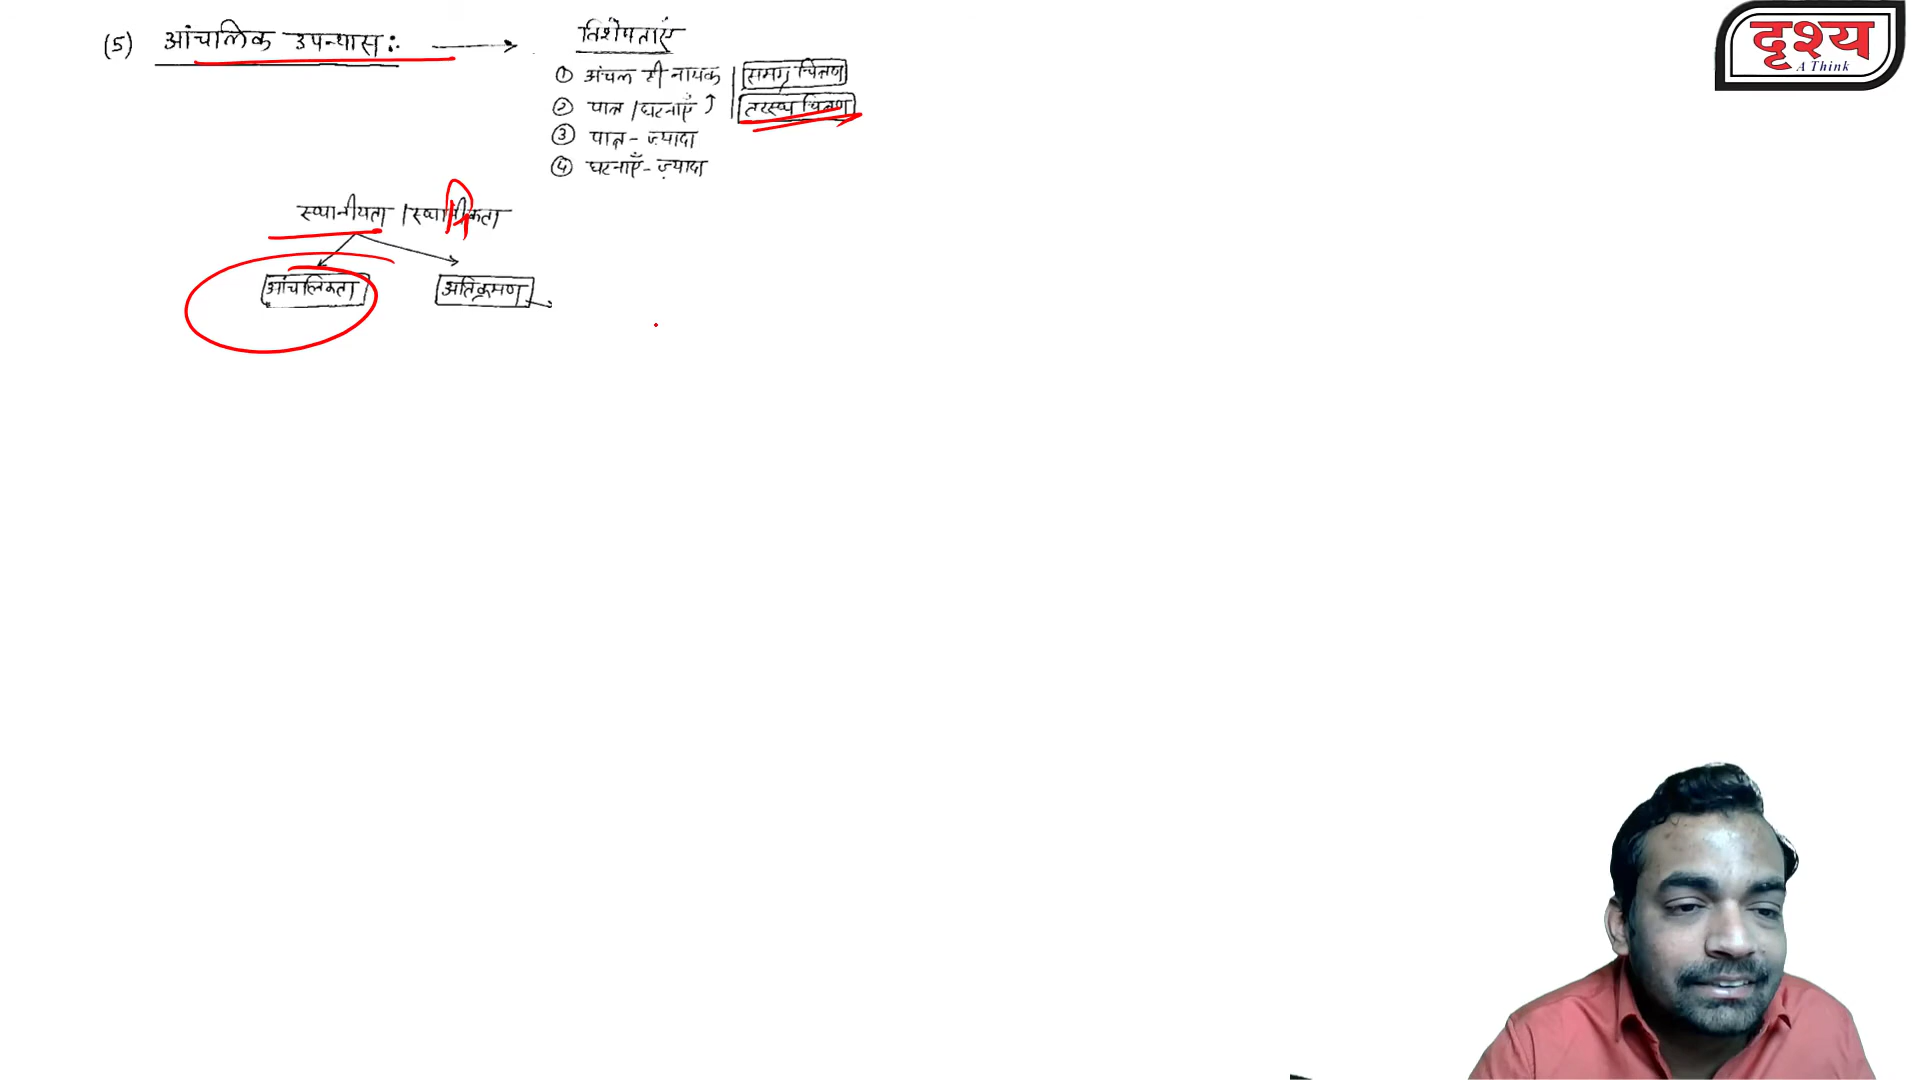 (5) आंचलिक उपन्यास :- → विशेषताएं
① अंचल ही नायक
② पात्र / घटनाएँ ↑
③ पात्र - ज़्यादा
④ घटनाएँ - ज़्यादा
समग्र चित्रण
तटस्थ चित्रण
स्थानीयता / स्थानिकता
आंचलिकता
अतिक्रमण
दृश्य
A Think